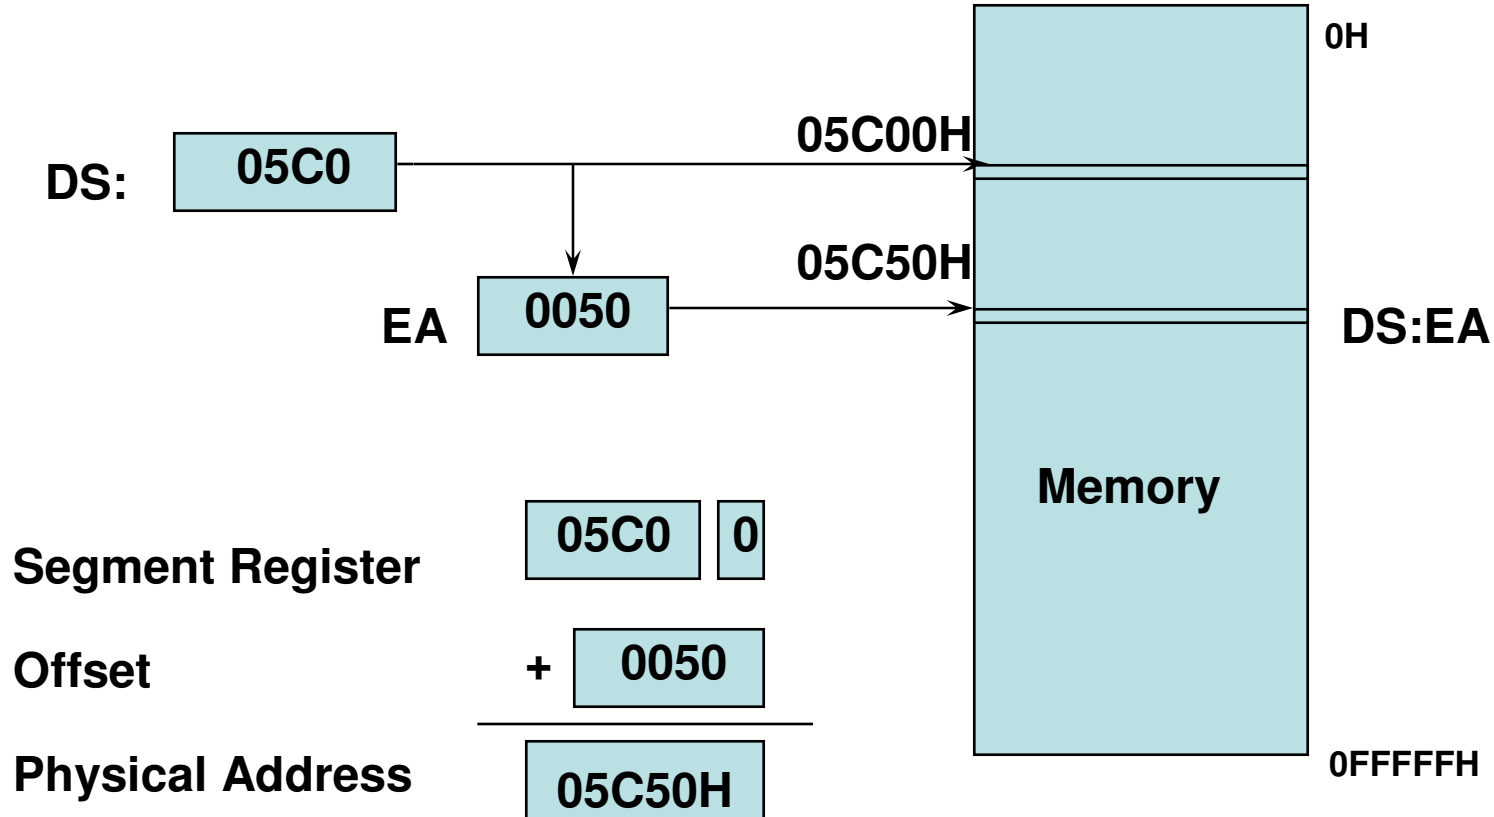 0H
05C00H
DS: 05C0
05C50H
EA 0050
DS:EA
Memory
Segment Register 05C0 0
Offset + 0050
Physical Address 05C50H
0FFFFFH